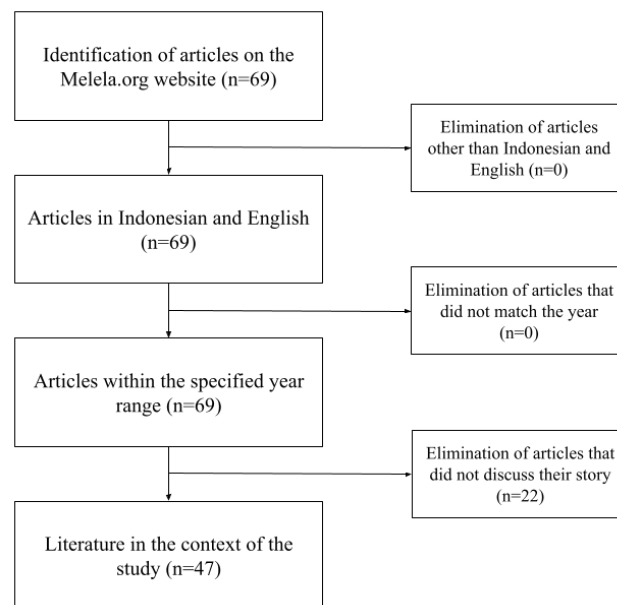 Identification of articles on the
Melela.org website (n=69)
Elimination of articles
other than Indonesian and
English (n=0)
Articles in Indonesian and English
(n=69)
Elimination of articles that
did not match the year
(n=0)
Articles within the specified year
range (n=69)
Elimination of articles that
did not discuss their story
(n=22)
Literature in the context of the
study (n=47)